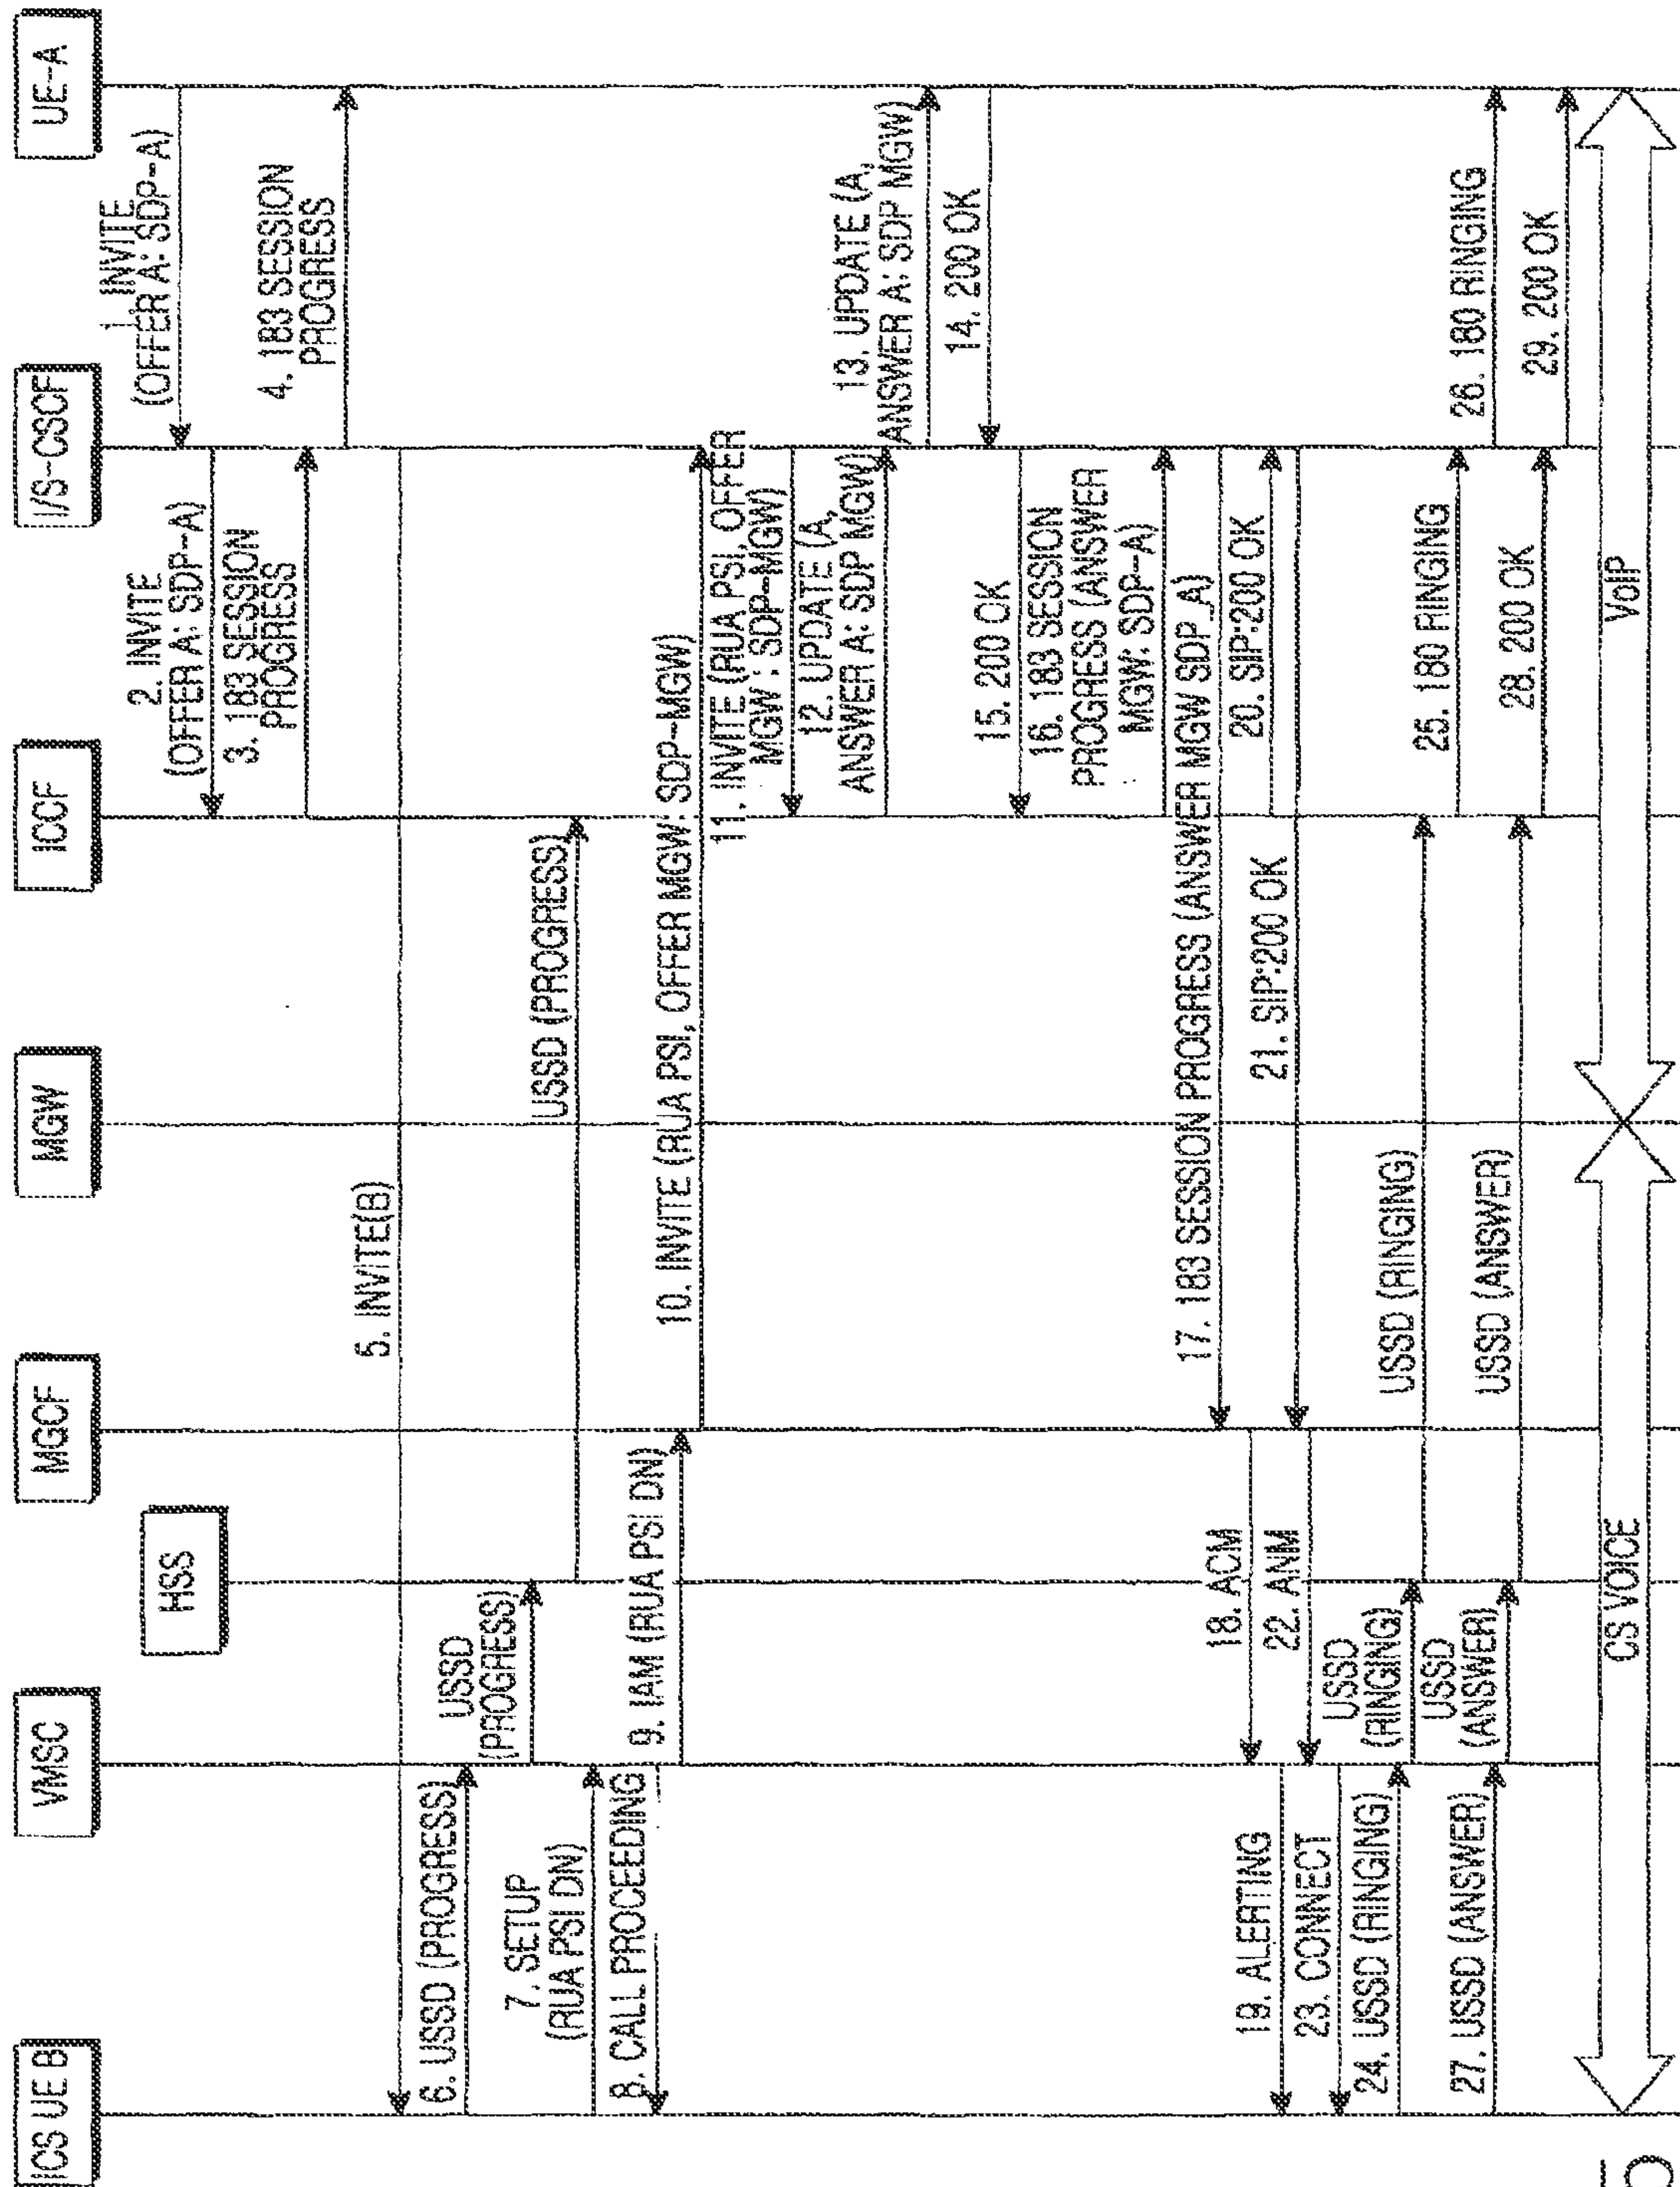 ICS UE B
VMSC
HSS
MGCF
MGW
ICCF
I/S-CSCF
UE-A
1. INVITE
(OFFER A: SDP-A)
2. INVITE
(OFFER A: SDP-A)
3. 183 SESSION
PROGRESS
4. 183 SESSION
PROGRESS
5. INVITE(B)
6. USSD (PROGRESS)
USSD
(PROGRESS)
USSD (PROGRESS)
7. SETUP
(RUA PSI DN)
8. CALL PROCEEDING
9. IAM (RUA PSI DN)
10. INVITE (RUA PSI, OFFER MGW: SDP-MGW)
11. INVITE (RUA PSI, OFFER
MGW : SDP-MGW)
12. UPDATE (A,
ANSWER A: SDP MGW)
13. UPDATE (A,
ANSWER A: SDP MGW)
14. 200 OK
15. 200 OK
16. 183 SESSION
PROGRESS (ANSWER
MGW: SDP-A)
17. 183 SESSION PROGRESS (ANSWER MGW SDP_A)
18. ACM
19. ALERTING
20. SIP:200 OK
21. SIP:200 OK
22. ANM
23. CONNECT
24. USSD (RINGING)
USSD
(RINGING)
USSD (RINGING)
25. 180 RINGING
26. 180 RINGING
27. USSD (ANSWER)
USSD
(ANSWER)
USSD (ANSWER)
28. 200 OK
29. 200 OK
CS VOICE
VoIP